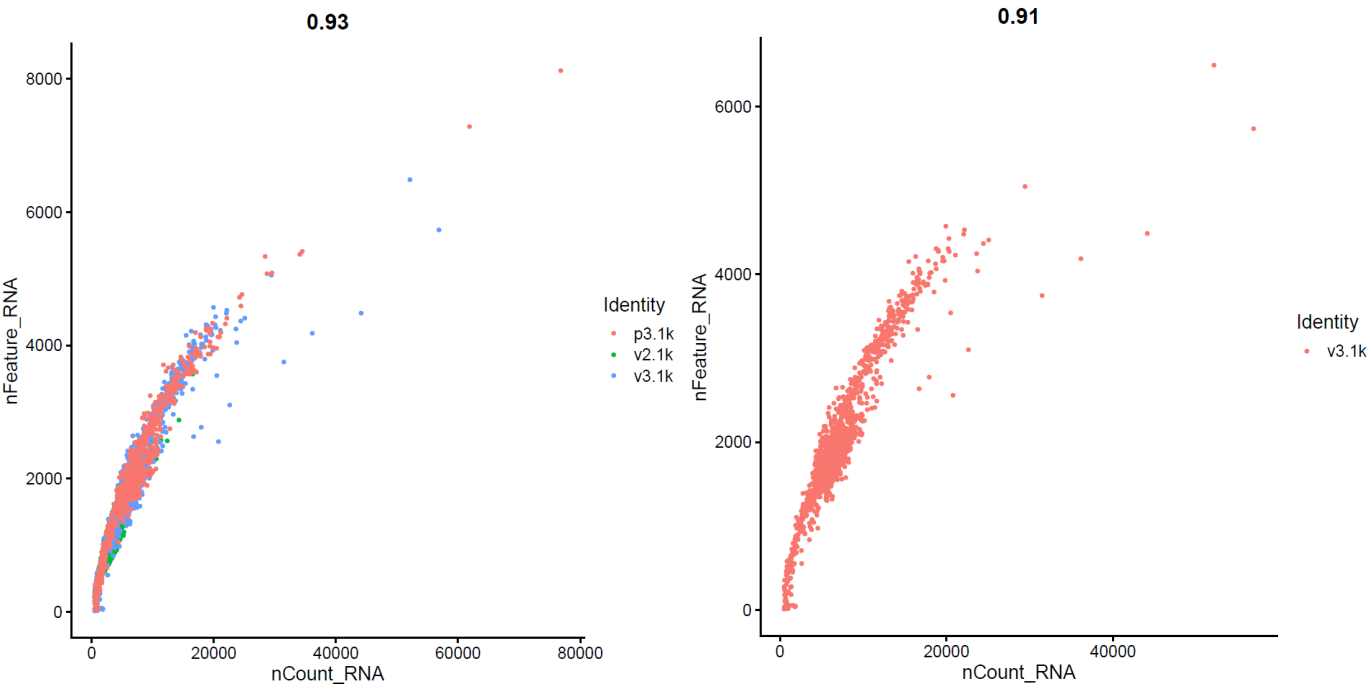 0.93
nFeature_RNA
8000
6000
4000
2000
0
0 20000 40000 60000 80000
nCount_RNA
Identity
p3.1k
v2.1k
v3.1k
0.91
nFeature_RNA
6000
4000
2000
0
0 20000 40000
nCount_RNA
Identity
v3.1k